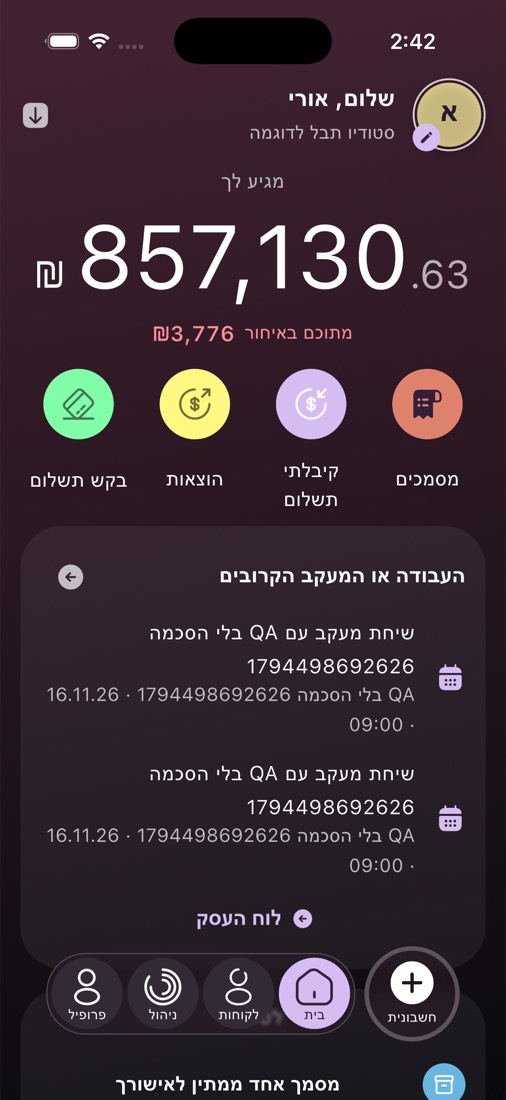 2:42
שלום, אורי
א
סטודיו תבל לדוגמה
מגיע לך
₪ 857,130.63
מתוכם באיחור ₪3,776
מסמכים
קיבלתי
תשלום
הוצאות
בקש תשלום
העבודה או המעקב הקרובים
שיחת מעקב עם QA בלי הסכמה
1794498692626
QA בלי הסכמה 1794498692626 · 16.11.26
· 09:00
שיחת מעקב עם QA בלי הסכמה
1794498692626
QA בלי הסכמה 1794498692626 · 16.11.26
· 09:00
לוח העסק
חשבונית
בית
לקוחות
ניהול
פרופיל
מסמך אחד ממתין לאישורך